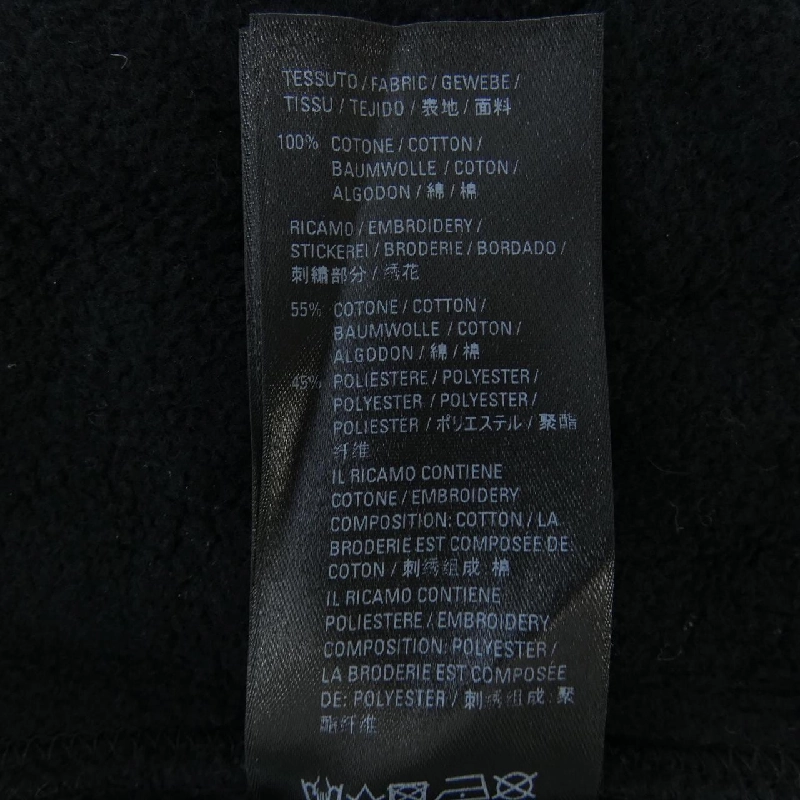 TESSUTO / FABRIC / GEWEBE /
TISSU / TEJIDO / 表地 / 面料
100% COTONE / COTTON /
BAUMWOLLE / COTON /
ALGODON / 綿 / 棉
RICAMO / EMBROIDERY /
STICKEREI / BRODERIE / BORDADO /
刺繍部分 / 绣花
55% COTONE / COTTON /
BAUMWOLLE / COTON /
ALGODON / 綿 / 棉
45% POLIESTERE / POLYESTER /
POLYESTER / POLYESTER /
POLIESTER / ポリエステル / 聚酯
纤维
IL RICAMO CONTIENE
COTONE / EMBROIDERY
COMPOSITION: COTTON / LA
BRODERIE EST COMPOSÉE DE:
COTON / 刺绣组成: 棉
IL RICAMO CONTIENE
POLIESTERE / EMBROIDERY
COMPOSITION: POLYESTER /
LA BRODERIE EST COMPOSÉE
DE: POLYESTER / 刺绣组成: 聚
酯纤维